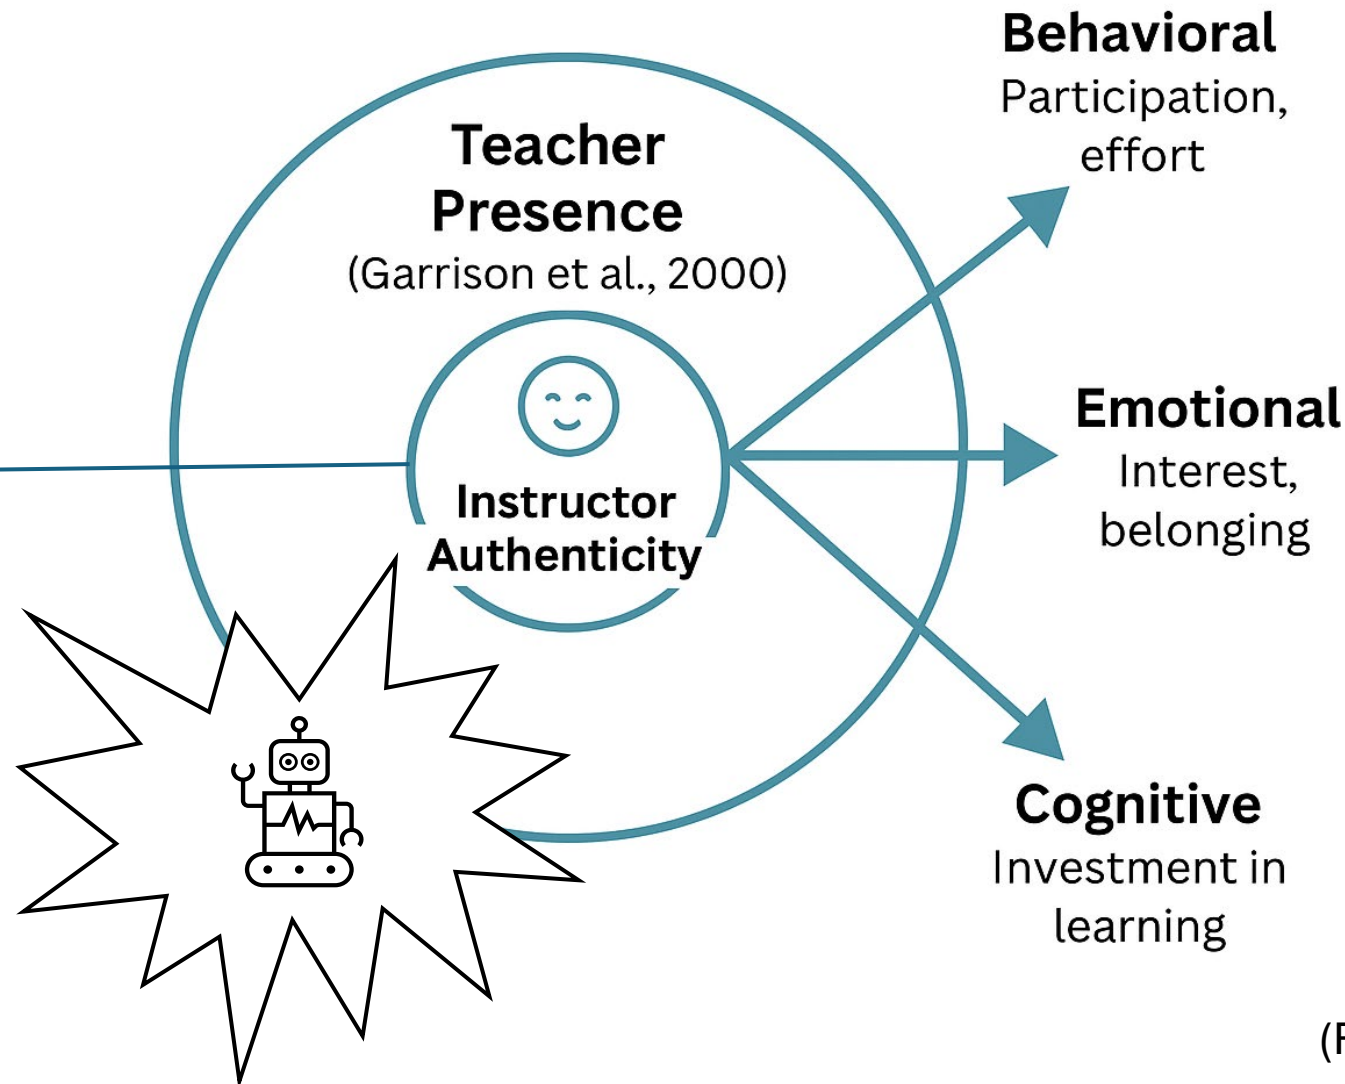 Behavioral
Participation,
effort
Teacher
Presence
(Garrison et al., 2000)
Instructor
Authenticity
Emotional
Interest,
belonging
Cognitive
Investment in
learning